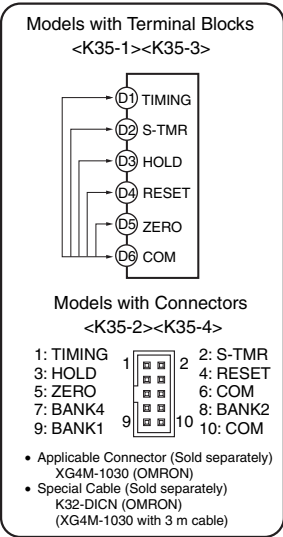 Models with Terminal Blocks
<K35-1><K35-3>
D1 TIMING
D2 S-TMR
D3 HOLD
D4 RESET
D5 ZERO
D6 COM
Models with Connectors
<K35-2><K35-4>
1: TIMING 1 2 2: S-TMR
3: HOLD 4: RESET
5: ZERO 6: COM
7: BANK4 8: BANK2
9: BANK1 9 10 10: COM
• Applicable Connector (Sold separately)
XG4M-1030 (OMRON)
• Special Cable (Sold separately)
K32-DICN (OMRON)
(XG4M-1030 with 3 m cable)